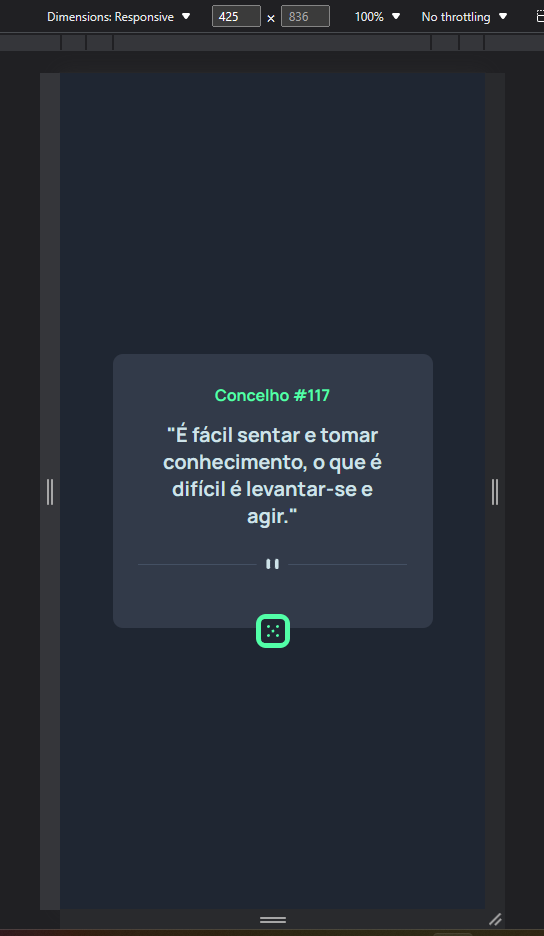 Dimensions: Responsive ▼ 425 × 836 100% ▼ No throttling ▼
Concelho #117
"É fácil sentar e tomar
conhecimento, o que é
difícil é levantar-se e
agir."